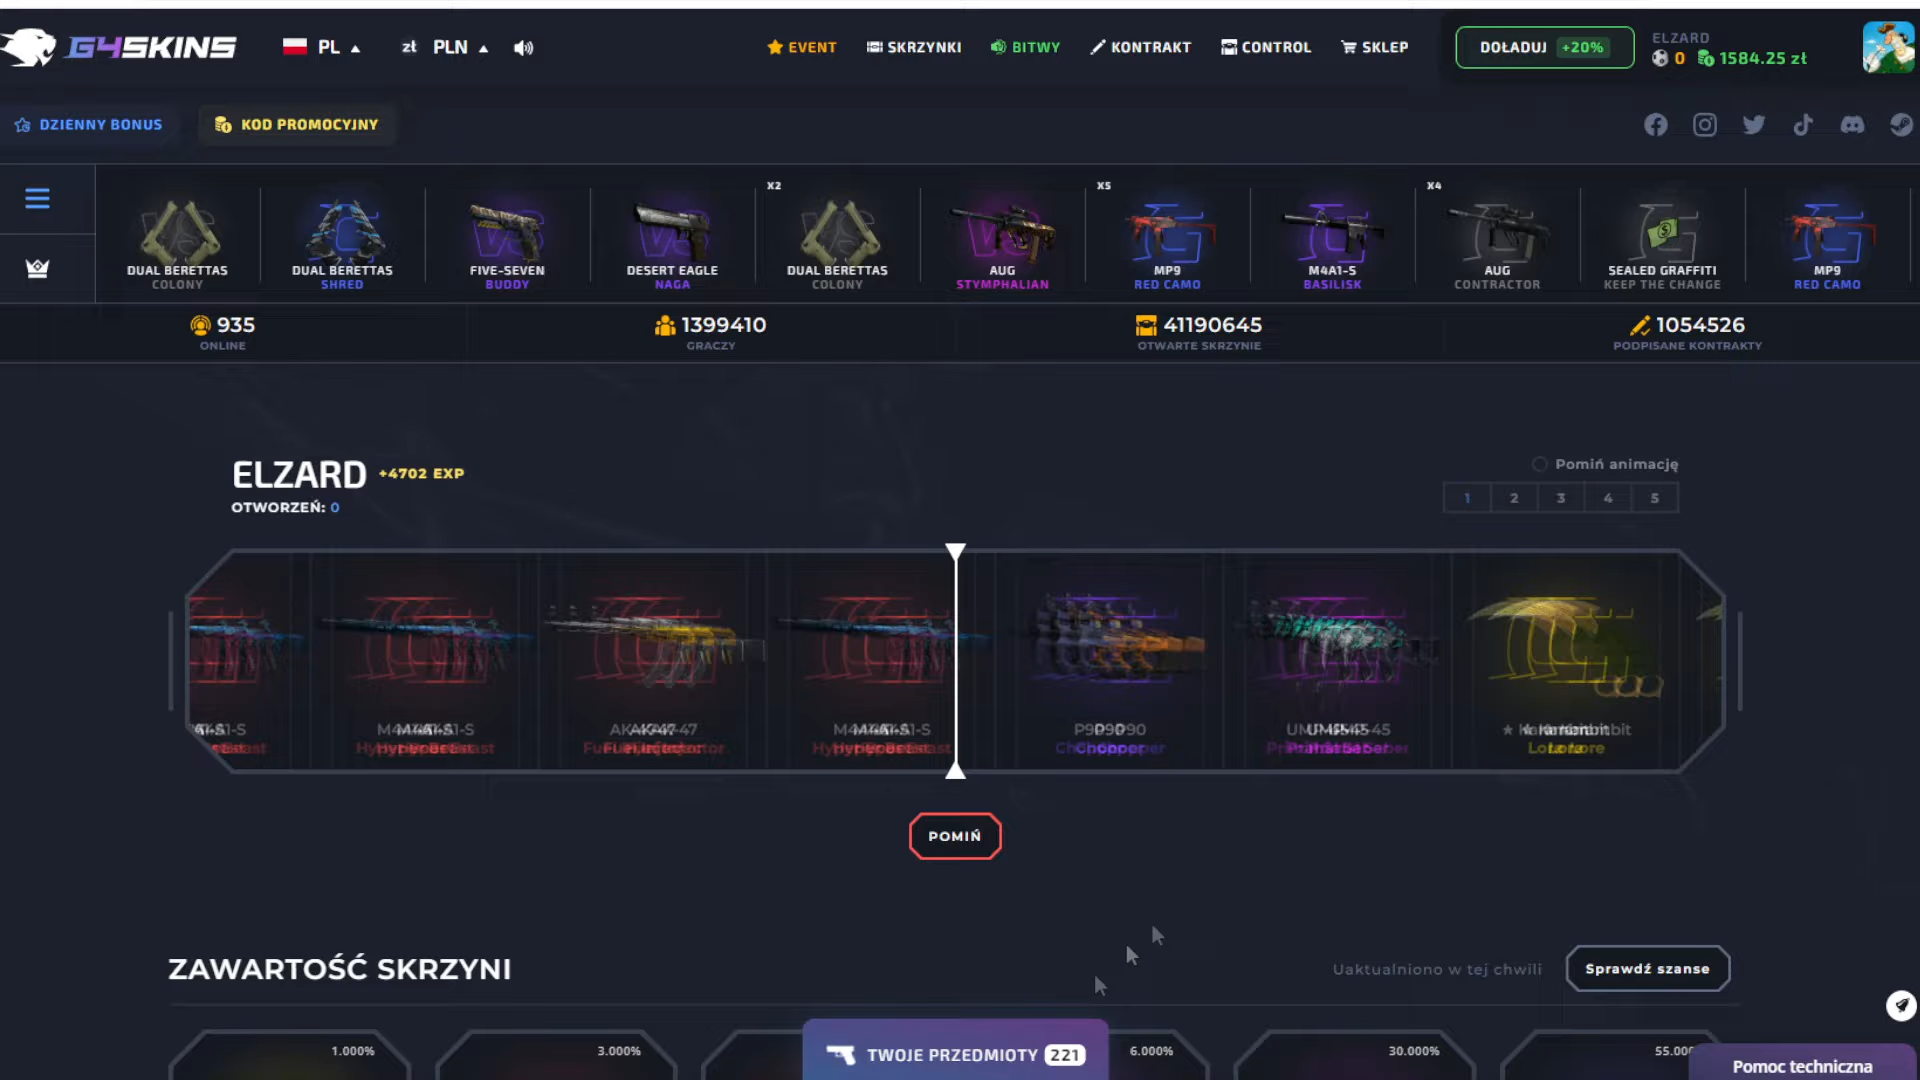 G4SKINS
PL
zł PLN
EVENT
SKRZYNKI
BITWY
KONTRAKT
CONTROL
SKLEP
DOŁADUJ +20%
ELZARD
0 1584.25 zł
DZIENNY BONUS
KOD PROMOCYJNY
DUAL BERETTAS
COLONY
DUAL BERETTAS
SHRED
FIVE-SEVEN
BUDDY
DESERT EAGLE
NAGA
X2
DUAL BERETTAS
COLONY
AUG
STYMPHALIAN
X5
MP9
RED CAMO
M4A1-S
BASILISK
X4
AUG
CONTRACTOR
SEALED GRAFFITI
KEEP THE CHANGE
MP9
RED CAMO
935
ONLINE
1399410
GRACZY
41190645
OTWARTE SKRZYNIE
1054526
PODPISANE KONTRAKTY
ELZARD +4702 EXP
OTWORZEŃ: 0
Pomiń animację
1 2 3 4 5
POMIŃ
ZAWARTOŚĆ SKRZYNI
Uaktualniono w tej chwili
Sprawdź szanse
1.000%
3.000%
6.000%
30.000%
TWOJE PRZEDMIOTY 221
Pomoc techniczna